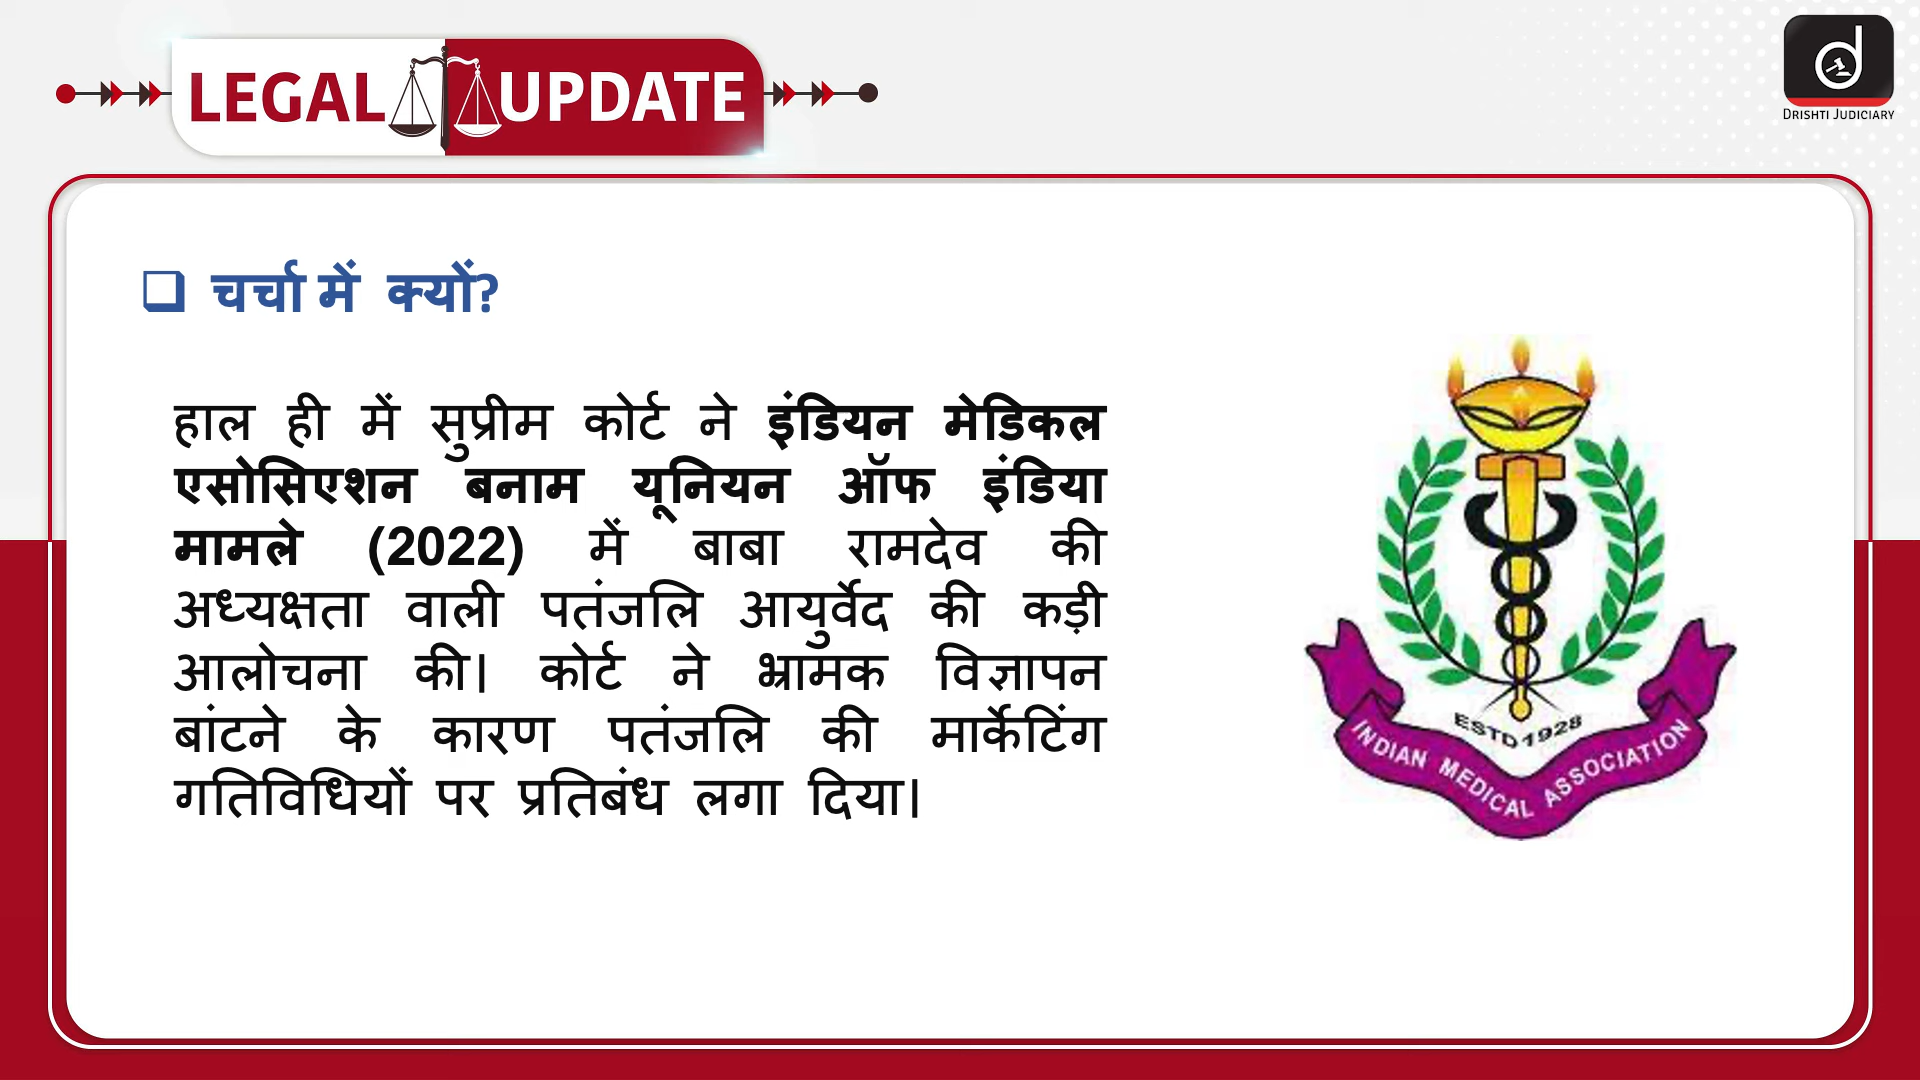 LEGAL UPDATE
DRISHTI JUDICIARY
चर्चा में क्यों?
हाल ही में सुप्रीम कोर्ट ने इंडियन मेडिकल
एसोसिएशन बनाम यूनियन ऑफ इंडिया
मामले (2022) में बाबा रामदेव की
अध्यक्षता वाली पतंजलि आयुर्वेद की कड़ी
आलोचना की। कोर्ट ने भ्रामक विज्ञापन
बांटने के कारण पतंजलि की मार्केटिंग
गतिविधियों पर प्रतिबंध लगा दिया।
ESTD 1928
INDIAN MEDICAL ASSOCIATION